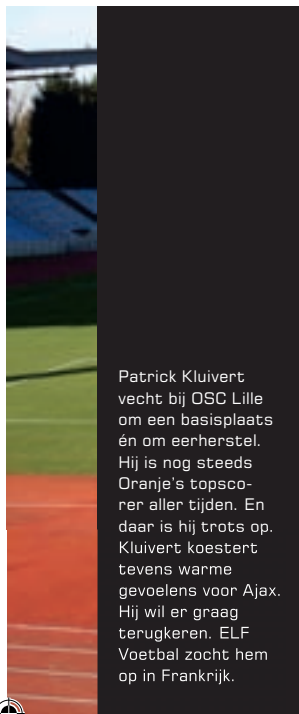 Patrick Kluivert
vecht bij OSC Lille
om een basisplaats
én om eerherstel.
Hij is nog steeds
Oranje's topsco-
rer aller tijden. En
daar is hij trots op.
Kluivert koestert
tevens warme
gevoelens voor Ajax.
Hij wil er graag
terugkeren. ELF
Voetbal zocht hem
op in Frankrijk.